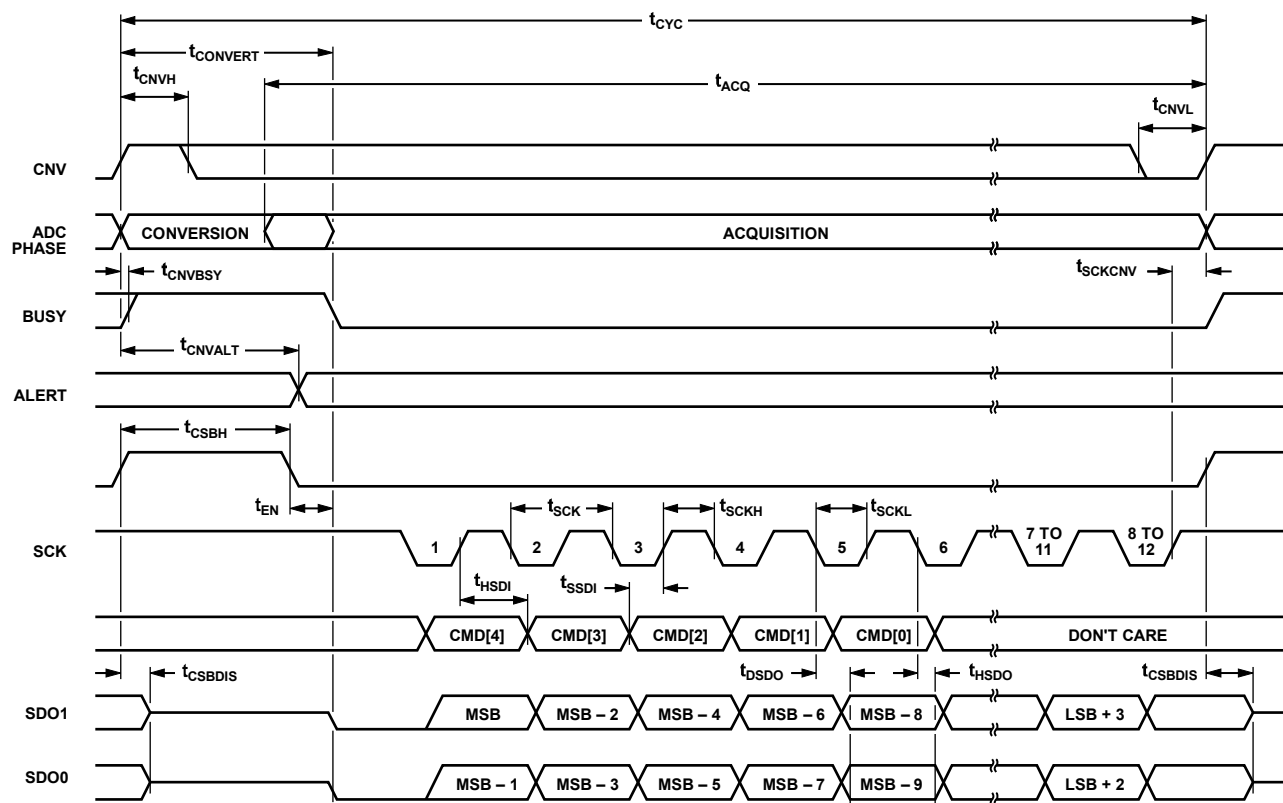 tCYC
tCONVERT
tCNVH
tACQ
tCNVL
CNV
ADC
PHASE
CONVERSION
ACQUISITION
tCNVBSY
tSCKCNV
BUSY
tCNVALT
ALERT
tCSBH
tEN
tSCK
tSCKH
tSCKL
SCK
1 2 3 4 5 6 7 TO 11 8 TO 12
tHSDI
tSSDI
CMD[4] CMD[3] CMD[2] CMD[1] CMD[0] DON'T CARE
tCSBDIS
tDSDO
tHSDO
tCSBDIS
SDO1 MSB MSB – 2 MSB – 4 MSB – 6 MSB – 8 LSB + 3
SDO0 MSB – 1 MSB – 3 MSB – 5 MSB – 7 MSB – 9 LSB + 2